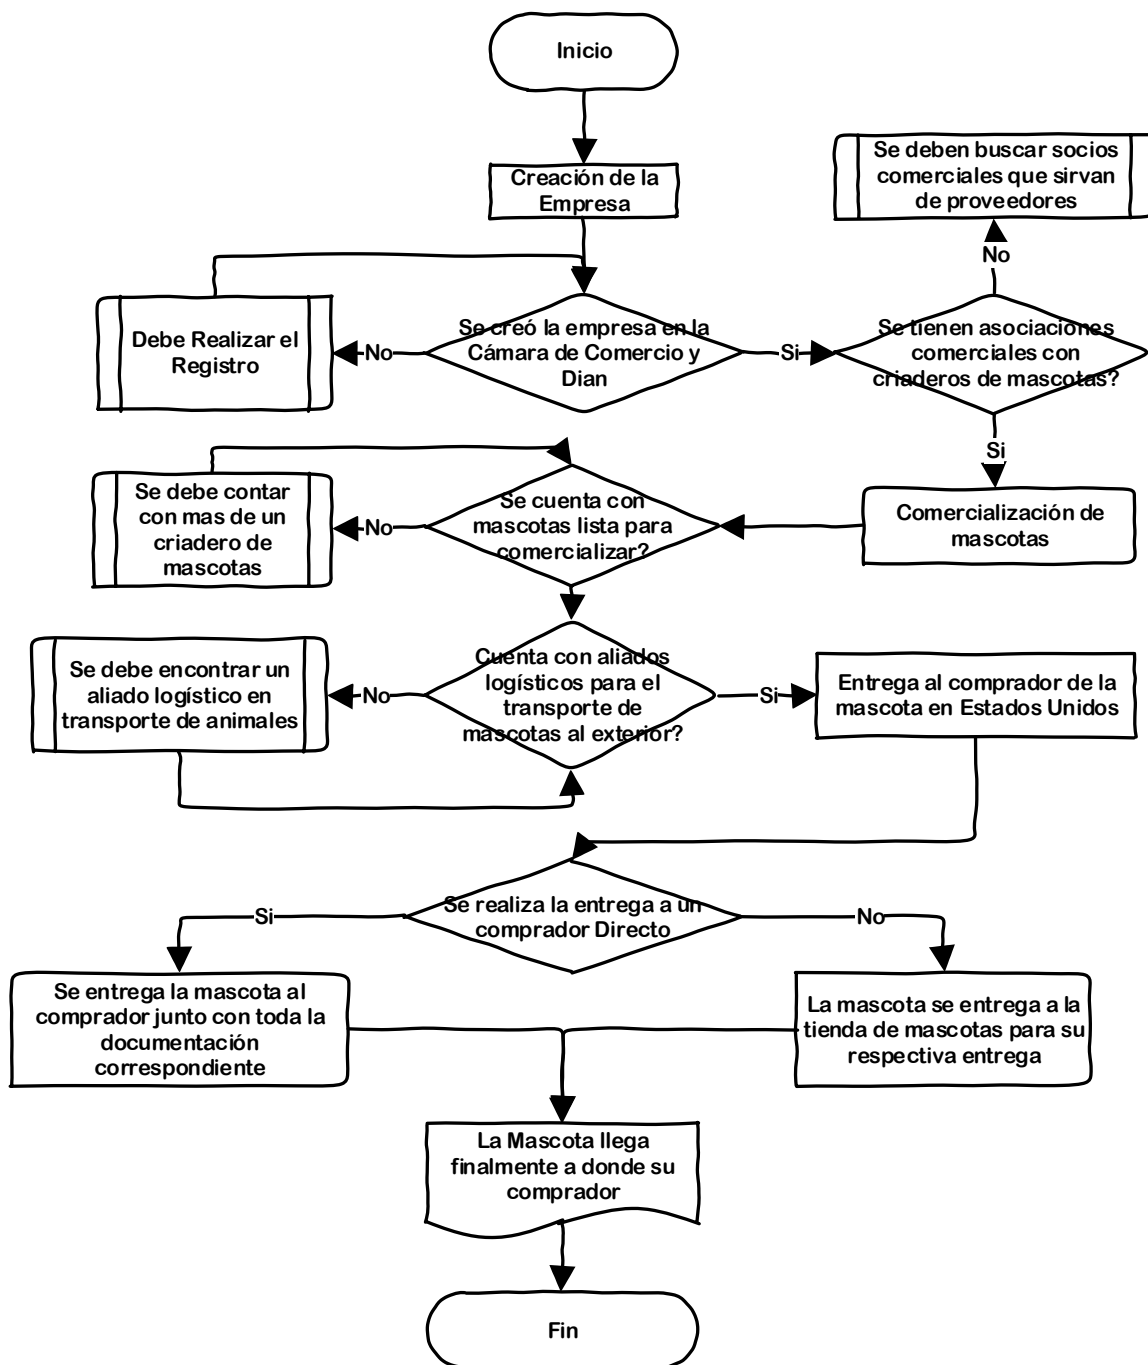 Inicio
Creación de la
Empresa
Se deben buscar socios
comerciales que sirvan
de proveedores
No
Debe Realizar el
Registro
No
Se creó la empresa en la
Cámara de Comercio y
Dian
Si
Se tienen asociaciones
comerciales con
criaderos de mascotas?
Si
Se debe contar
con mas de un
criadero de
mascotas
No
Se cuenta con
mascotas lista para
comercializar?
Comercialización de
mascotas
Se debe encontrar un
aliado logístico en
transporte de animales
No
Cuenta con aliados
logísticos para el
transporte de
mascotas al exterior?
Si
Entrega al comprador de la
mascota en Estados Unidos
Si
Se realiza la entrega a un
comprador Directo
No
Se entrega la mascota al
comprador junto con toda la
documentación
correspondiente
La mascota se entrega a la
tienda de mascotas para su
respectiva entrega
La Mascota llega
finalmente a donde su
comprador
Fin